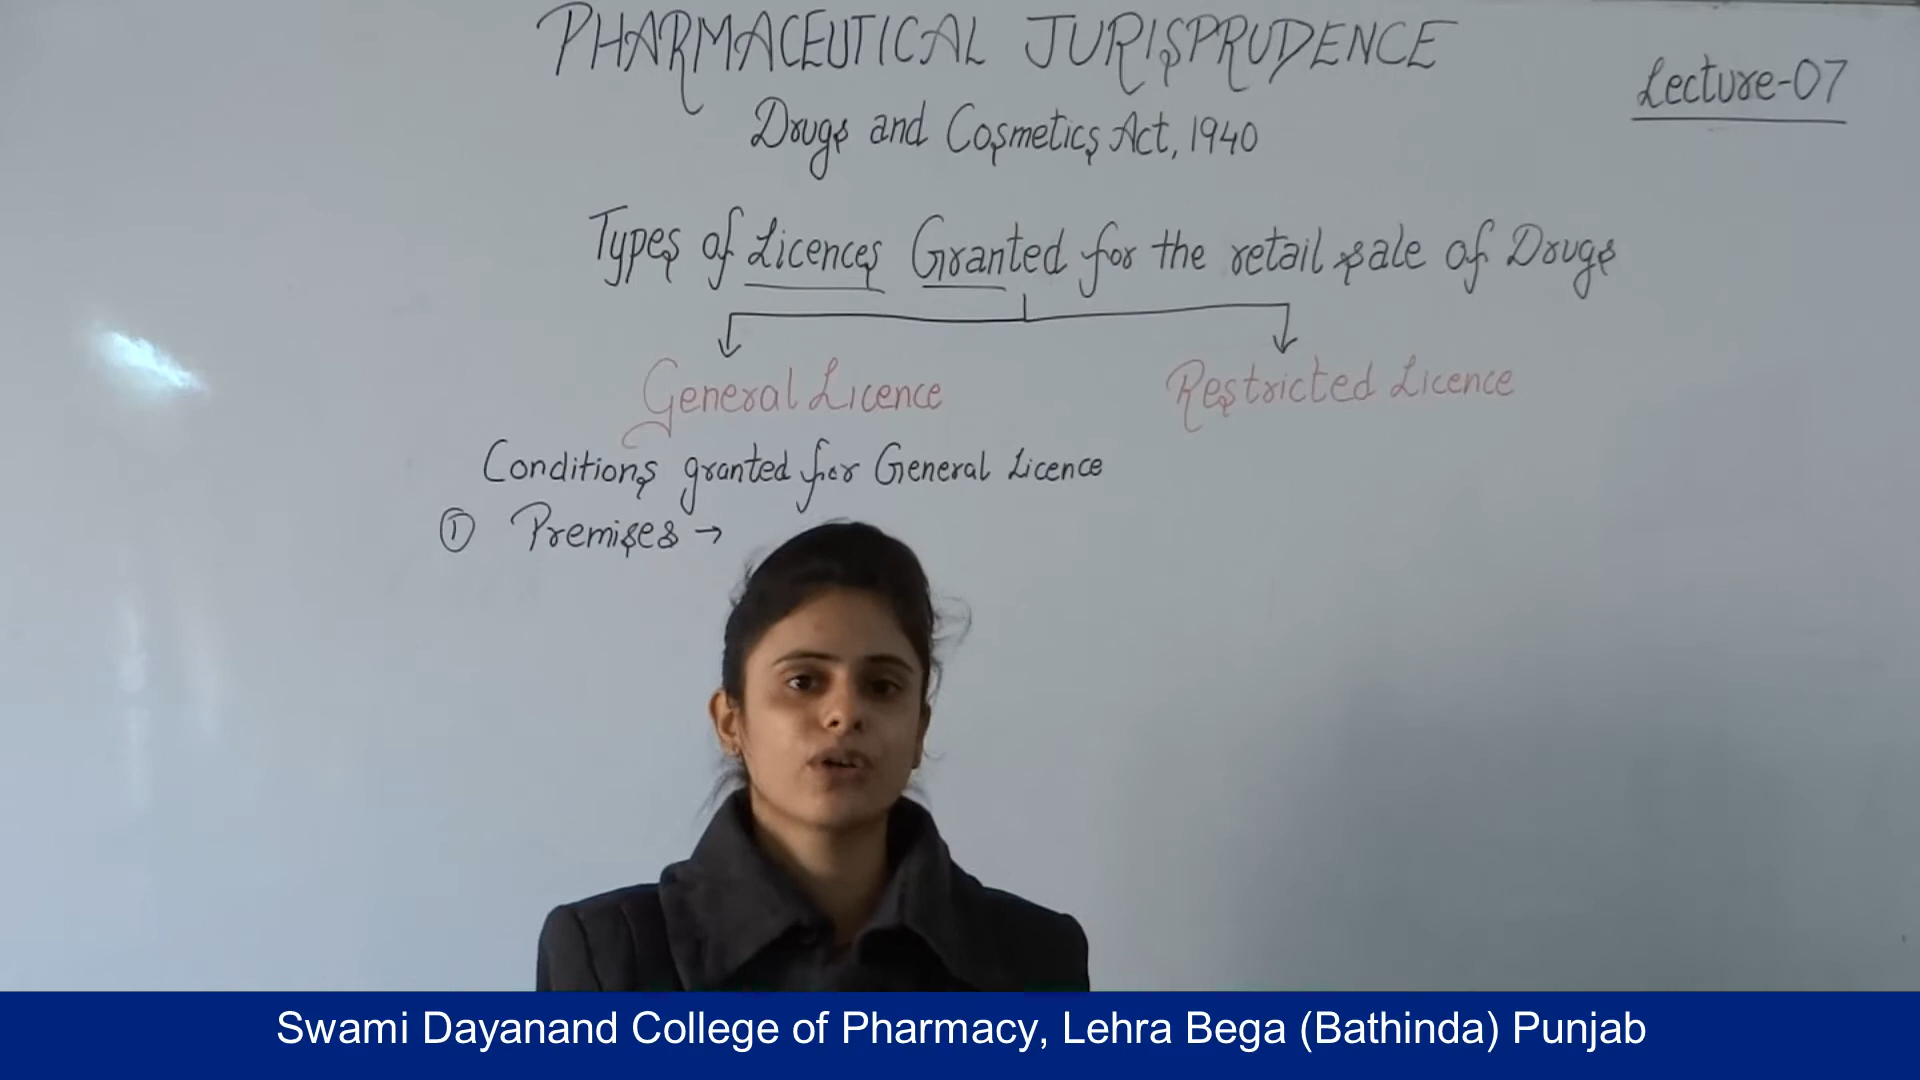 PHARMACEUTICAL JURISPRUDENCE
Lecture-07
Drugs and Cosmetics Act, 1940
Types of Licences Granted for the retail sale of Drugs
General Licence
Restricted Licence
Conditions granted for General Licence
① Premises →
Swami Dayanand College of Pharmacy, Lehra Bega (Bathinda) Punjab